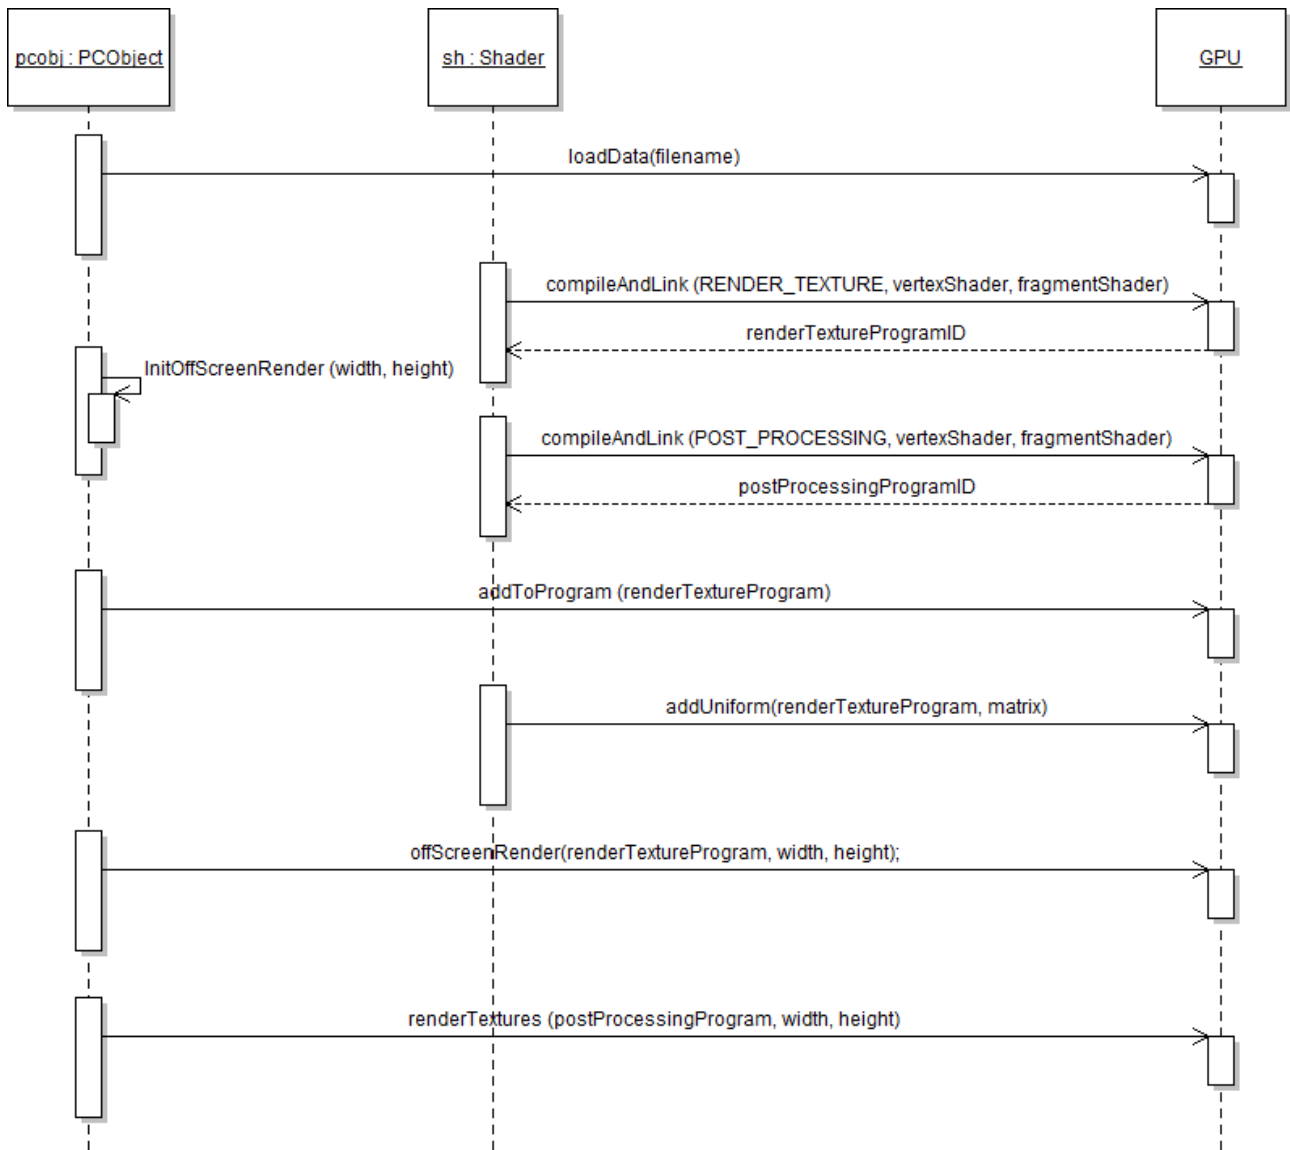 pcobj : PCObject
sh : Shader
GPU
loadData(filename)
compileAndLink (RENDER_TEXTURE, vertexShader, fragmentShader)
renderTextureProgramID
InitOffScreenRender (width, height)
compileAndLink (POST_PROCESSING, vertexShader, fragmentShader)
postProcessingProgramID
addToProgram (renderTextureProgram)
addUniform(renderTextureProgram, matrix)
offScreenRender(renderTextureProgram, width, height);
renderTextures (postProcessingProgram, width, height)